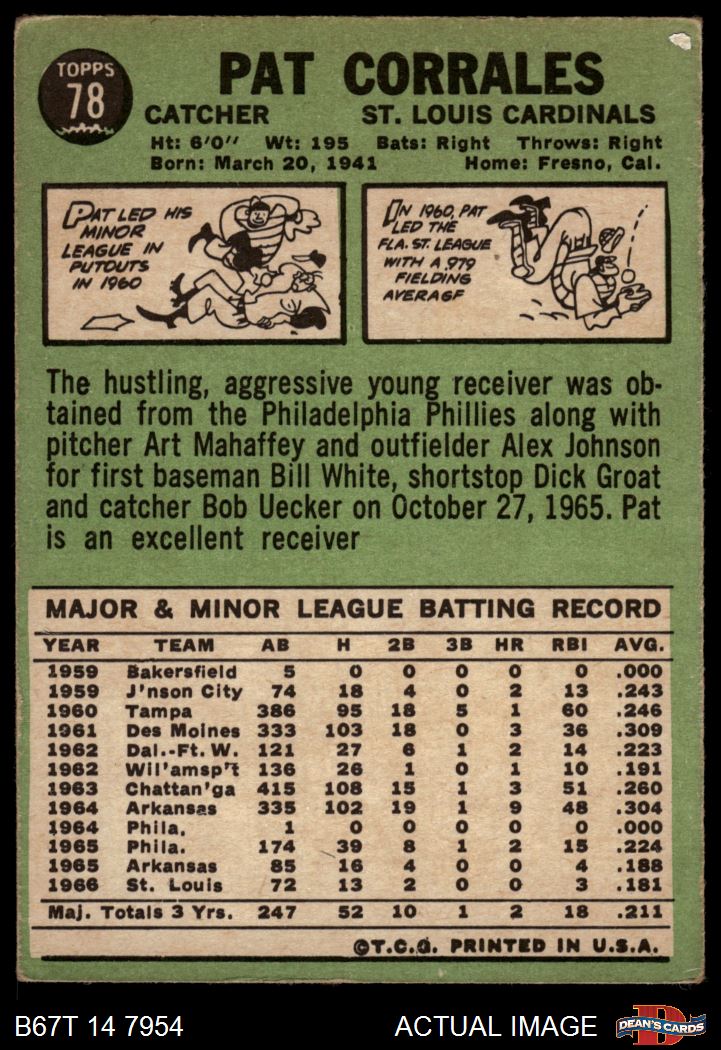 TOPPS
78
PAT CORRALES
CATCHER ST. LOUIS CARDINALS
Ht: 6'0" Wt: 195 Bats: Right Throws: Right
Born: March 20, 1941 Home: Fresno, Cal.
PAT LED HIS
MINOR
LEAGUE IN
PUTOUTS
IN 1960
IN 1960, PAT
LED THE
FLA. ST. LEAGUE
WITH A .979
FIELDING
AVERAGE
The hustling, aggressive young receiver was ob-
tained from the Philadelphia Phillies along with
pitcher Art Mahaffey and outfielder Alex Johnson
for first baseman Bill White, shortstop Dick Groat
and catcher Bob Uecker on October 27, 1965. Pat
is an excellent receiver
MAJOR & MINOR LEAGUE BATTING RECORD
YEAR TEAM AB H 2B 3B HR RBI AVG.
1959 Bakersfield 5 0 0 0 0 0 .000
1959 J'nson City 74 18 4 0 2 13 .243
1960 Tampa 386 95 18 5 1 60 .246
1961 Des Moines 333 103 18 0 3 36 .309
1962 Dal.-Ft. W. 121 27 6 1 2 14 .223
1962 Wil'amsp't 136 26 1 0 1 10 .191
1963 Chattan'ga 415 108 15 1 3 51 .260
1964 Arkansas 335 102 19 1 9 48 .304
1964 Phila. 1 0 0 0 0 0 .000
1965 Phila. 174 39 8 1 2 15 .224
1965 Arkansas 85 16 4 0 0 4 .188
1966 St. Louis 72 13 2 0 0 3 .181
Maj. Totals 3 Yrs. 247 52 10 1 2 18 .211
©T.C.G. PRINTED IN U.S.A.
B67T 14 7954 ACTUAL IMAGE
DEAN'S CARDS